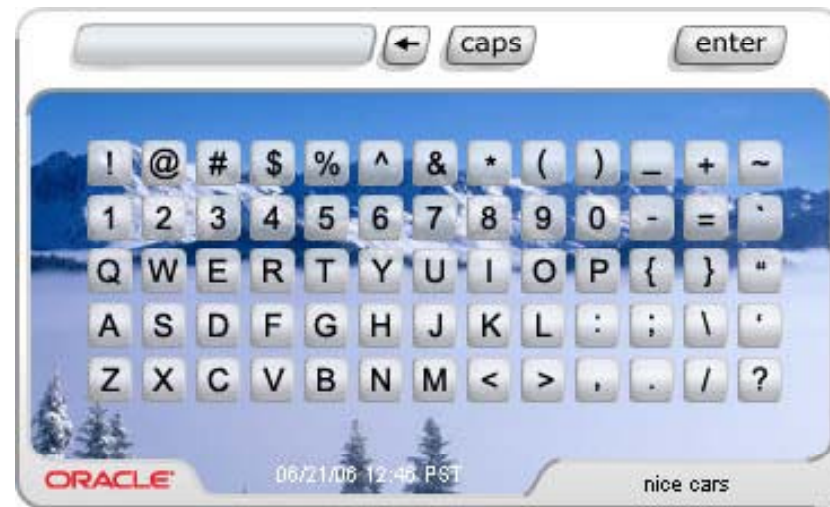 ← caps enter
! @ # $ % ^ & * ( ) _ + ~
1 2 3 4 5 6 7 8 9 0 - = `
Q W E R T Y U I O P { } “
A S D F G H J K L : ; \ ‘
Z X C V B N M < > , . / ?
ORACLE 06/21/06 12:46 PST nice cars